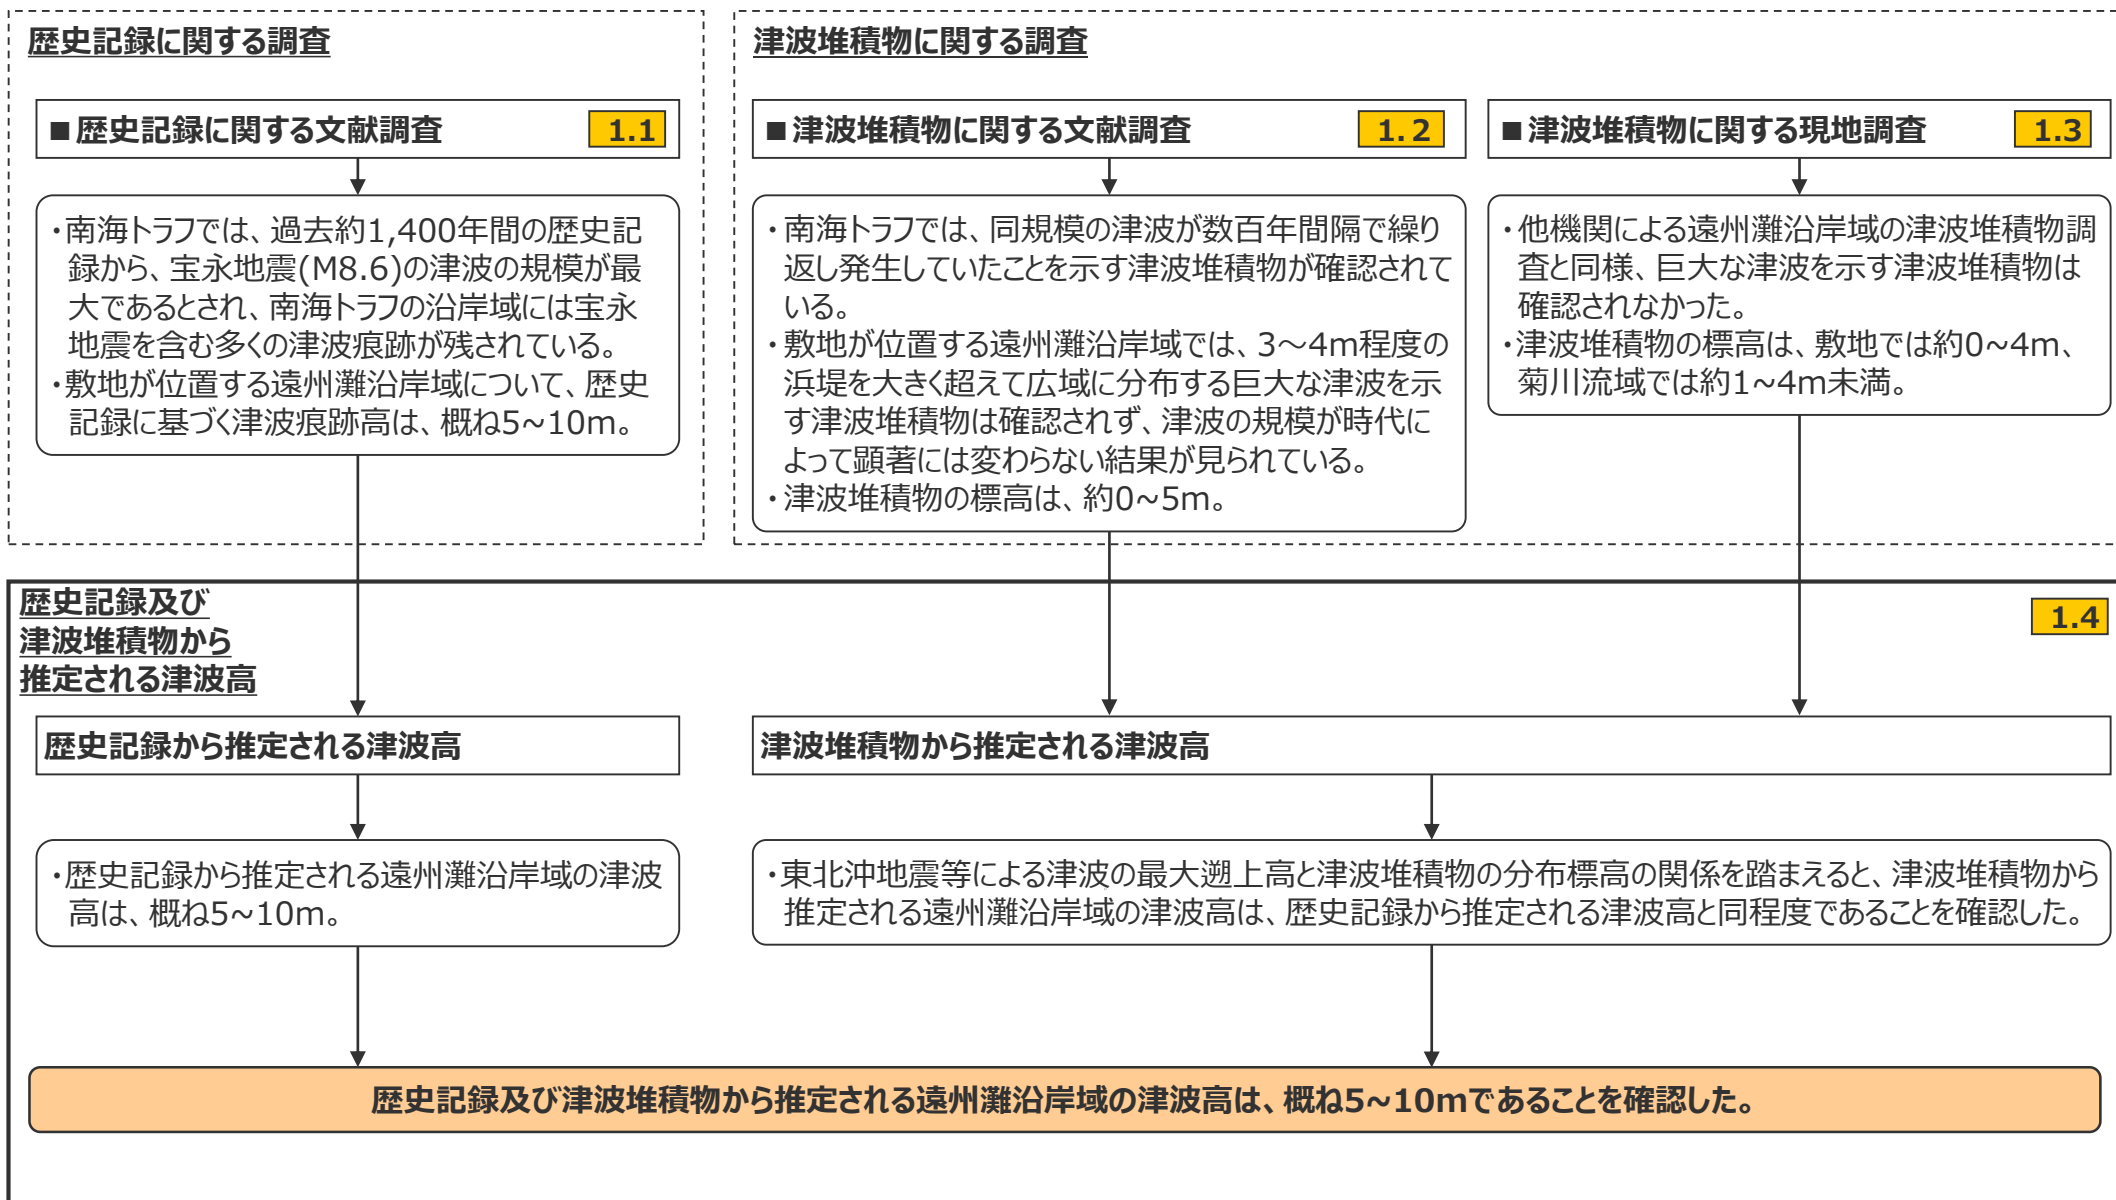 歴史記録に関する調査
■歴史記録に関する文献調査 1.1
・南海トラフでは、過去約1,400年間の歴史記
録から、宝永地震(M8.6)の津波の規模が最
大であるとされ、南海トラフの沿岸域には宝永
地震を含む多くの津波痕跡が残されている。
・敷地が位置する遠州灘沿岸域について、歴史
記録に基づく津波痕跡高は、概ね5~10m。
津波堆積物に関する調査
■津波堆積物に関する文献調査 1.2
・南海トラフでは、同規模の津波が数百年間隔で繰り
返し発生していたことを示す津波堆積物が確認されて
いる。
・敷地が位置する遠州灘沿岸域では、3～4m程度の
浜堤を大きく超えて広域に分布する巨大な津波を示
す津波堆積物は確認されず、津波の規模が時代に
よって顕著には変わらない結果が見られている。
・津波堆積物の標高は、約0~5m。
■津波堆積物に関する現地調査 1.3
・他機関による遠州灘沿岸域の津波堆積物調
査と同様、巨大な津波を示す津波堆積物は
確認されなかった。
・津波堆積物の標高は、敷地では約0~4m、
菊川流域では約1~4m未満。
歴史記録及び
津波堆積物から
推定される津波高
1.4
歴史記録から推定される津波高
・歴史記録から推定される遠州灘沿岸域の津波
高は、概ね5~10m。
津波堆積物から推定される津波高
・東北沖地震等による津波の最大遡上高と津波堆積物の分布標高の関係を踏まえると、津波堆積物から
推定される遠州灘沿岸域の津波高は、歴史記録から推定される津波高と同程度であることを確認した。
歴史記録及び津波堆積物から推定される遠州灘沿岸域の津波高は、概ね5~10mであることを確認した。